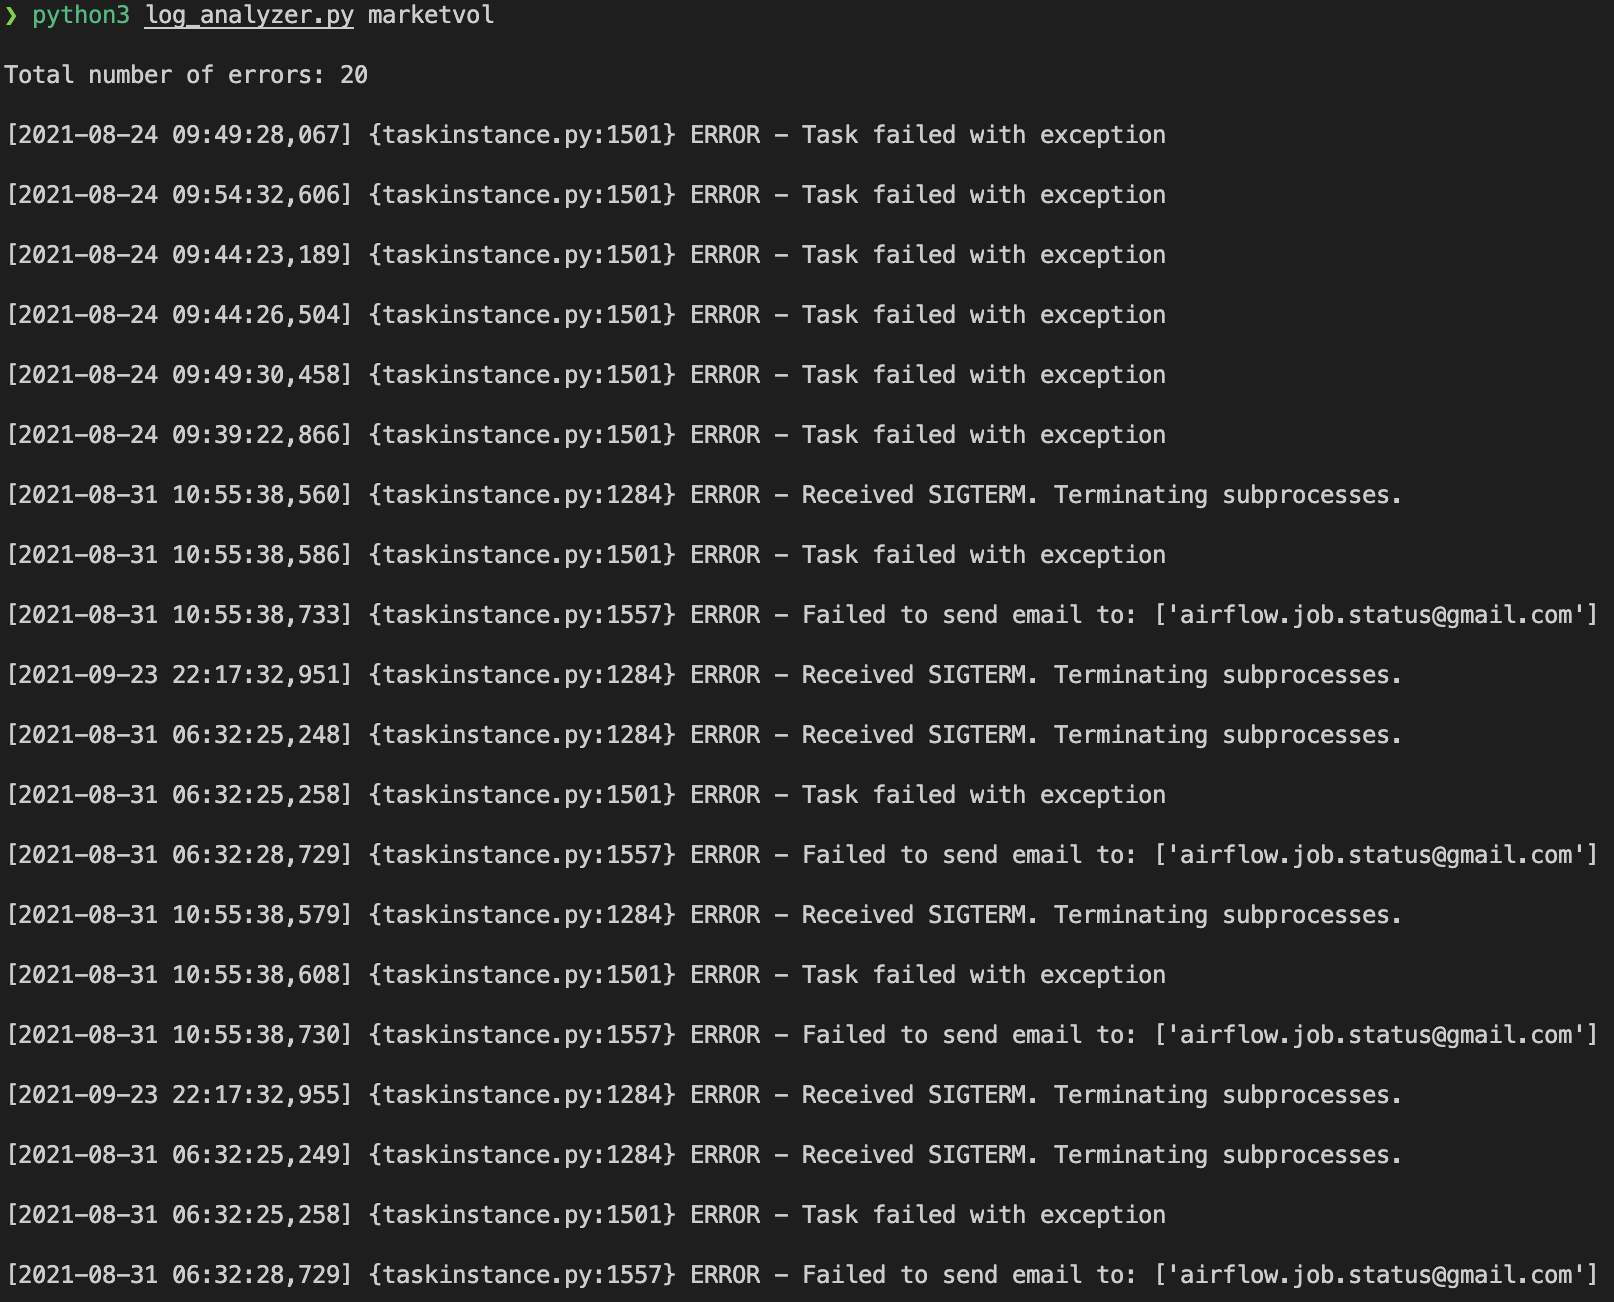 ❯ python3 log_analyzer.py marketvol
Total number of errors: 20
[2021-08-24 09:49:28,067] {taskinstance.py:1501} ERROR - Task failed with exception
[2021-08-24 09:54:32,606] {taskinstance.py:1501} ERROR - Task failed with exception
[2021-08-24 09:44:23,189] {taskinstance.py:1501} ERROR - Task failed with exception
[2021-08-24 09:44:26,504] {taskinstance.py:1501} ERROR - Task failed with exception
[2021-08-24 09:49:30,458] {taskinstance.py:1501} ERROR - Task failed with exception
[2021-08-24 09:39:22,866] {taskinstance.py:1501} ERROR - Task failed with exception
[2021-08-31 10:55:38,560] {taskinstance.py:1284} ERROR - Received SIGTERM. Terminating subprocesses.
[2021-08-31 10:55:38,586] {taskinstance.py:1501} ERROR - Task failed with exception
[2021-08-31 10:55:38,733] {taskinstance.py:1557} ERROR - Failed to send email to: ['airflow.job.status@gmail.com']
[2021-09-23 22:17:32,951] {taskinstance.py:1284} ERROR - Received SIGTERM. Terminating subprocesses.
[2021-08-31 06:32:25,248] {taskinstance.py:1284} ERROR - Received SIGTERM. Terminating subprocesses.
[2021-08-31 06:32:25,258] {taskinstance.py:1501} ERROR - Task failed with exception
[2021-08-31 06:32:28,729] {taskinstance.py:1557} ERROR - Failed to send email to: ['airflow.job.status@gmail.com']
[2021-08-31 10:55:38,579] {taskinstance.py:1284} ERROR - Received SIGTERM. Terminating subprocesses.
[2021-08-31 10:55:38,608] {taskinstance.py:1501} ERROR - Task failed with exception
[2021-08-31 10:55:38,730] {taskinstance.py:1557} ERROR - Failed to send email to: ['airflow.job.status@gmail.com']
[2021-09-23 22:17:32,955] {taskinstance.py:1284} ERROR - Received SIGTERM. Terminating subprocesses.
[2021-08-31 06:32:25,249] {taskinstance.py:1284} ERROR - Received SIGTERM. Terminating subprocesses.
[2021-08-31 06:32:25,258] {taskinstance.py:1501} ERROR - Task failed with exception
[2021-08-31 06:32:28,729] {taskinstance.py:1557} ERROR - Failed to send email to: ['airflow.job.status@gmail.com']